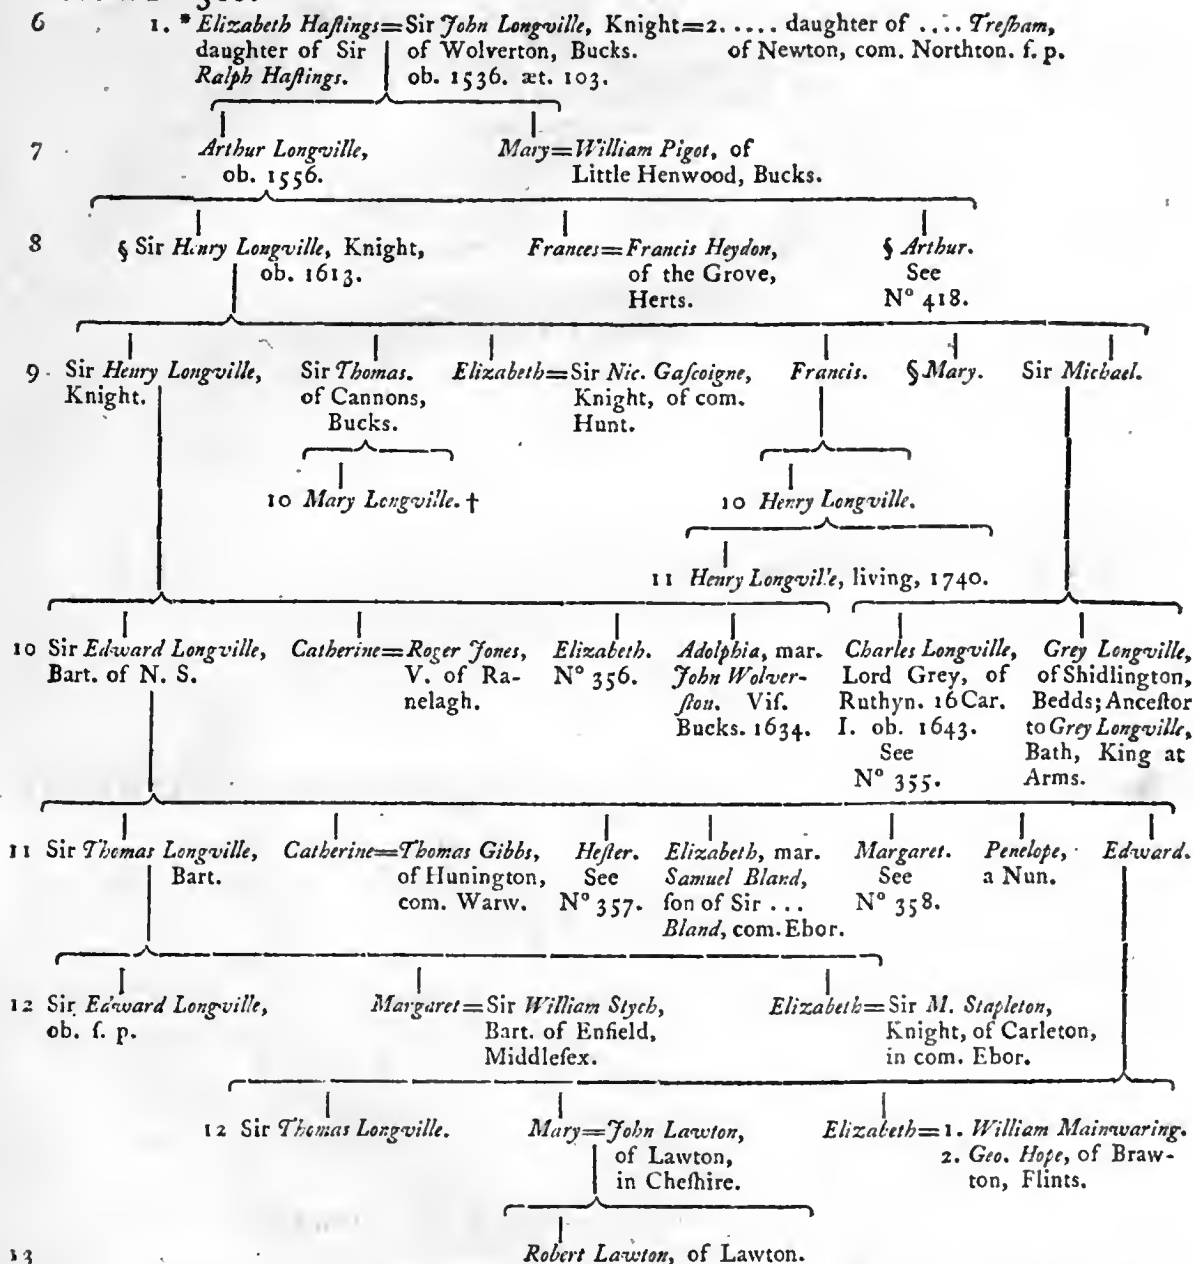 6 1. * Elizabeth Haſtings=Sir John Longville, Knight=2. .... daughter of .... Treſham,
daughter of Sir of Wolverton, Bucks. of Newton, com. Northton. ſ. p.
Ralph Haſtings. ob. 1536. æt. 103.
7 Arthur Longville, Mary=William Pigot, of
ob. 1556. Little Henwood, Bucks.
8 § Sir Henry Longville, Knight, Frances=Francis Heydon, § Arthur.
ob. 1613. of the Grove, See
Herts. N° 418.
9 Sir Henry Longville, Sir Thomas. Elizabeth=Sir Nic. Gaſcoigne, Francis. §Mary. Sir Michael.
Knight. of Cannons, Knight, of com.
Bucks. Hunt.
10 Mary Longville. † 10 Henry Longville.
11 Henry Longville, living, 1740.
10 Sir Edward Longville, Catherine=Roger Jones, Elizabeth. Adolphia, mar. Charles Longville, Grey Longville,
Bart. of N. S. V. of Ra- N° 356. John Wolver- Lord Grey, of of Shidlington,
nelagh. ſton. Viſ. Ruthyn. 16 Car. Bedds; Anceſtor
Bucks. 1634. I. ob. 1643. to Grey Longville,
See Bath, King at
N° 355. Arms.
11 Sir Thomas Longville, Catherine=Thomas Gibbs, Heſter. Elizabeth, mar. Margaret. Penelope, Edward.
Bart. of Hunington, See Samuel Bland, See a Nun.
com. Warw. N° 357. ſon of Sir ... N° 358.
Bland, com. Ebor.
12 Sir Edward Longville, Margaret=Sir William Stych, Elizabeth=Sir M. Stapleton,
ob. ſ. p. Bart. of Enfield, Knight, of Carleton,
Middleſex. in com. Ebor.
12 Sir Thomas Longville. Mary=John Lawton, Elizabeth=1. William Mainwaring.
of Lawton, 2. Geo. Hope, of Braw-
in Cheſhire. ton, Flints.
13 Robert Lawton, of Lawton.